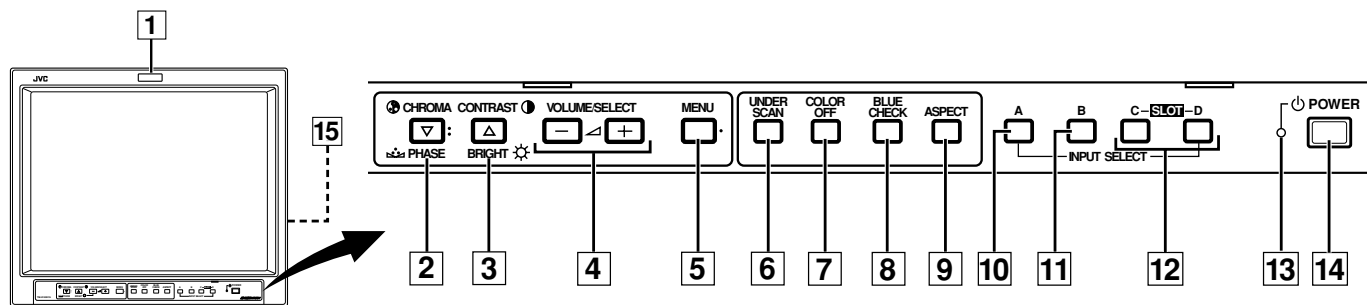 1
JVC
15
CHROMA CONTRAST VOLUME/SELECT MENU
PHASE BRIGHT
UNDER SCAN COLOR OFF BLUE CHECK ASPECT
A B C SLOT D
INPUT SELECT
POWER
2 3 4 5 6 7 8 9 10 11 12 13 14